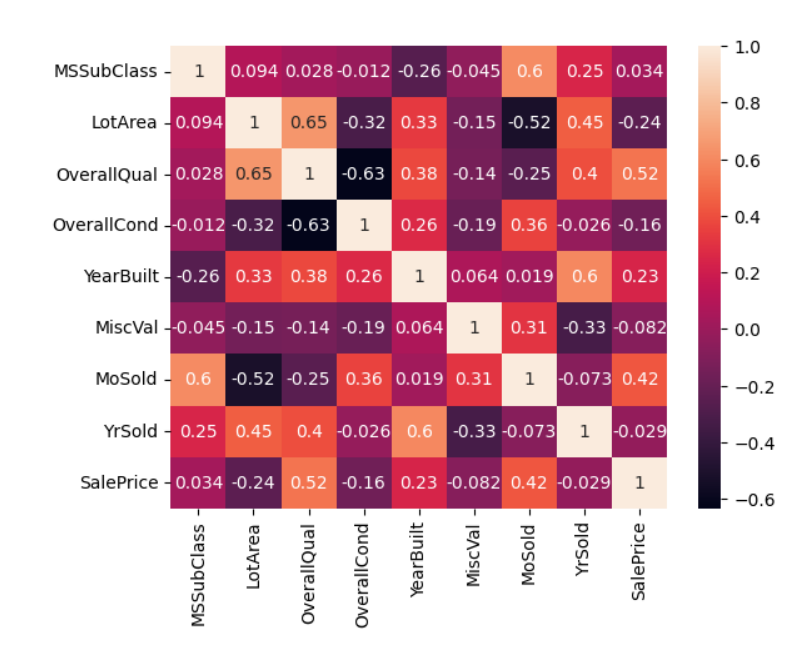 MSSubClass 1 0.094 0.028 -0.012 -0.26 -0.045 0.6 0.25 0.034
LotArea 0.094 1 0.65 -0.32 0.33 -0.15 -0.52 0.45 -0.24
OverallQual 0.028 0.65 1 -0.63 0.38 -0.14 -0.25 0.4 0.52
OverallCond -0.012 -0.32 -0.63 1 0.26 -0.19 0.36 -0.026 -0.16
YearBuilt -0.26 0.33 0.38 0.26 1 0.064 0.019 0.6 0.23
MiscVal -0.045 -0.15 -0.14 -0.19 0.064 1 0.31 -0.33 -0.082
MoSold 0.6 -0.52 -0.25 0.36 0.019 0.31 1 -0.073 0.42
YrSold 0.25 0.45 0.4 -0.026 0.6 -0.33 -0.073 1 -0.029
SalePrice 0.034 -0.24 0.52 -0.16 0.23 -0.082 0.42 -0.029 1
MSSubClass
LotArea
OverallQual
OverallCond
YearBuilt
MiscVal
MoSold
YrSold
SalePrice
1.0
0.8
0.6
0.4
0.2
0.0
−0.2
−0.4
−0.6